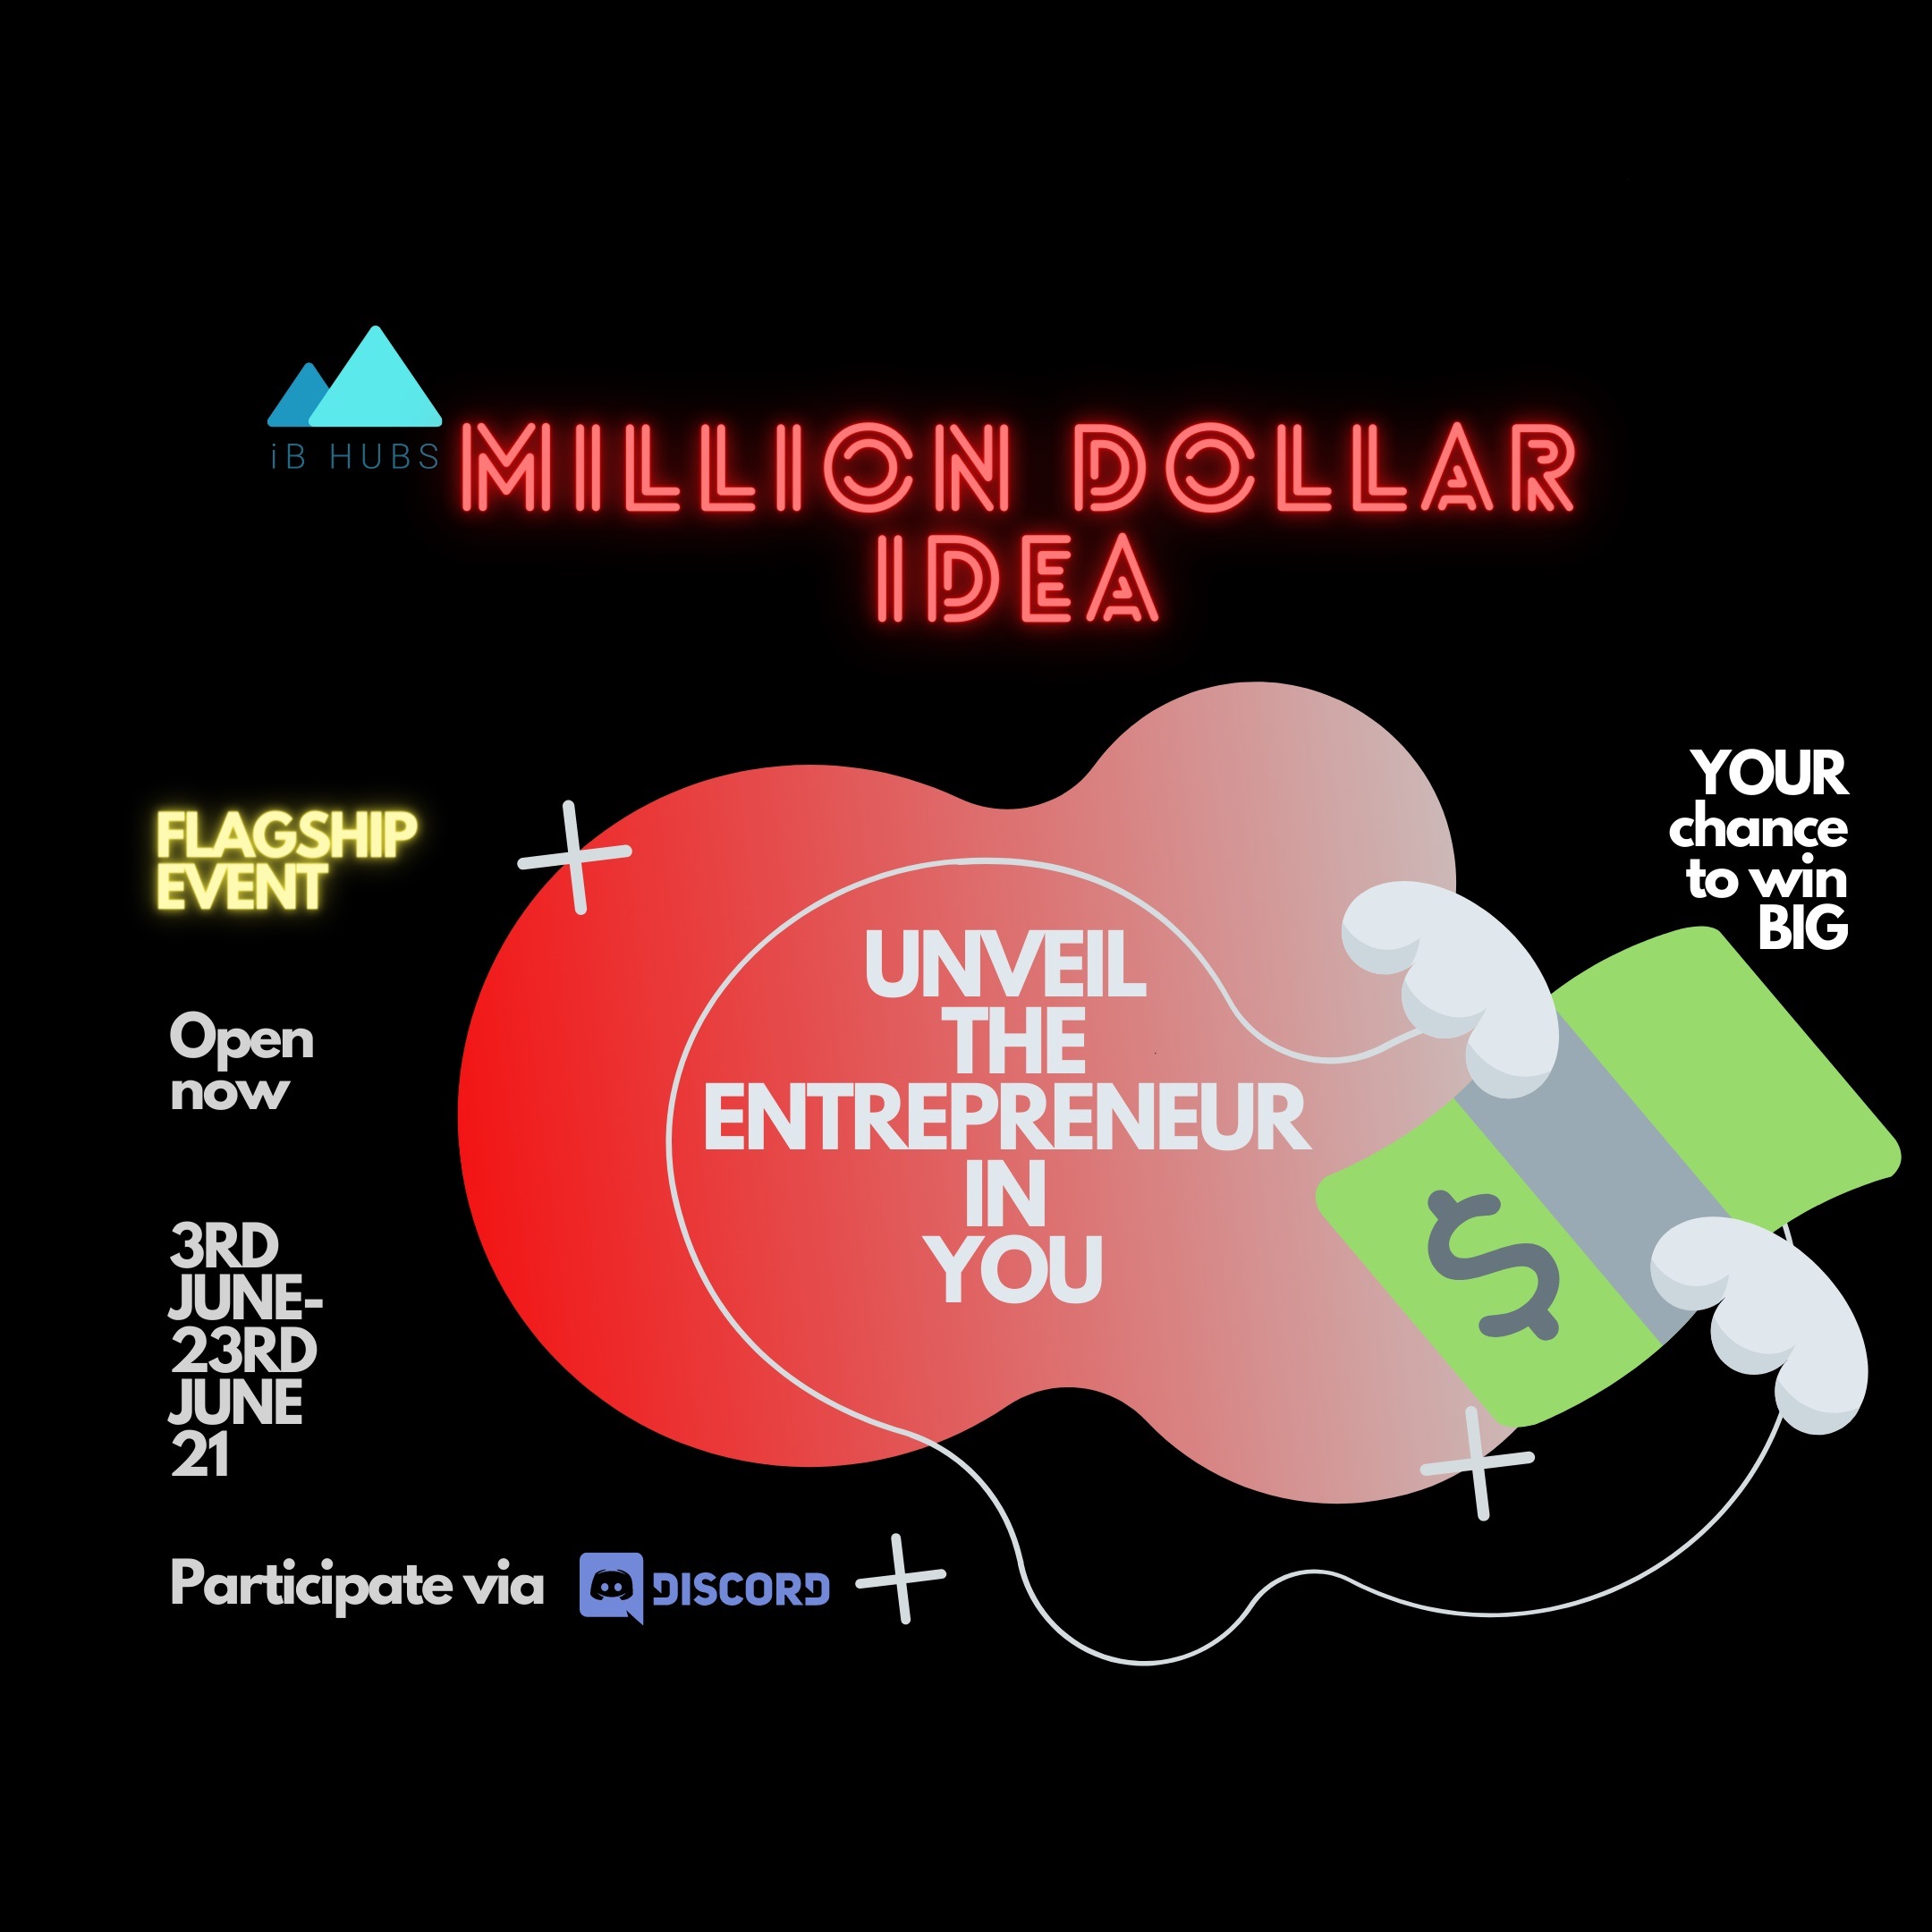 iB HUBS
MILLION DOLLAR
IDEA
FLAGSHIP
EVENT
YOUR
chance
to win
BIG
Open
now
UNVEIL
THE
ENTREPRENEUR
IN
YOU
$
3RD
JUNE-
23RD
JUNE
21
Participate via DISCORD